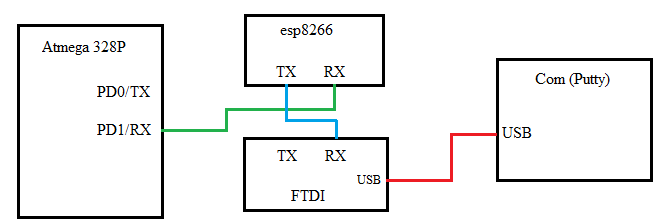 Atmega 328P
PD0/TX
PD1/RX
esp8266
TX RX
TX RX
USB
FTDI
Com (Putty)
USB